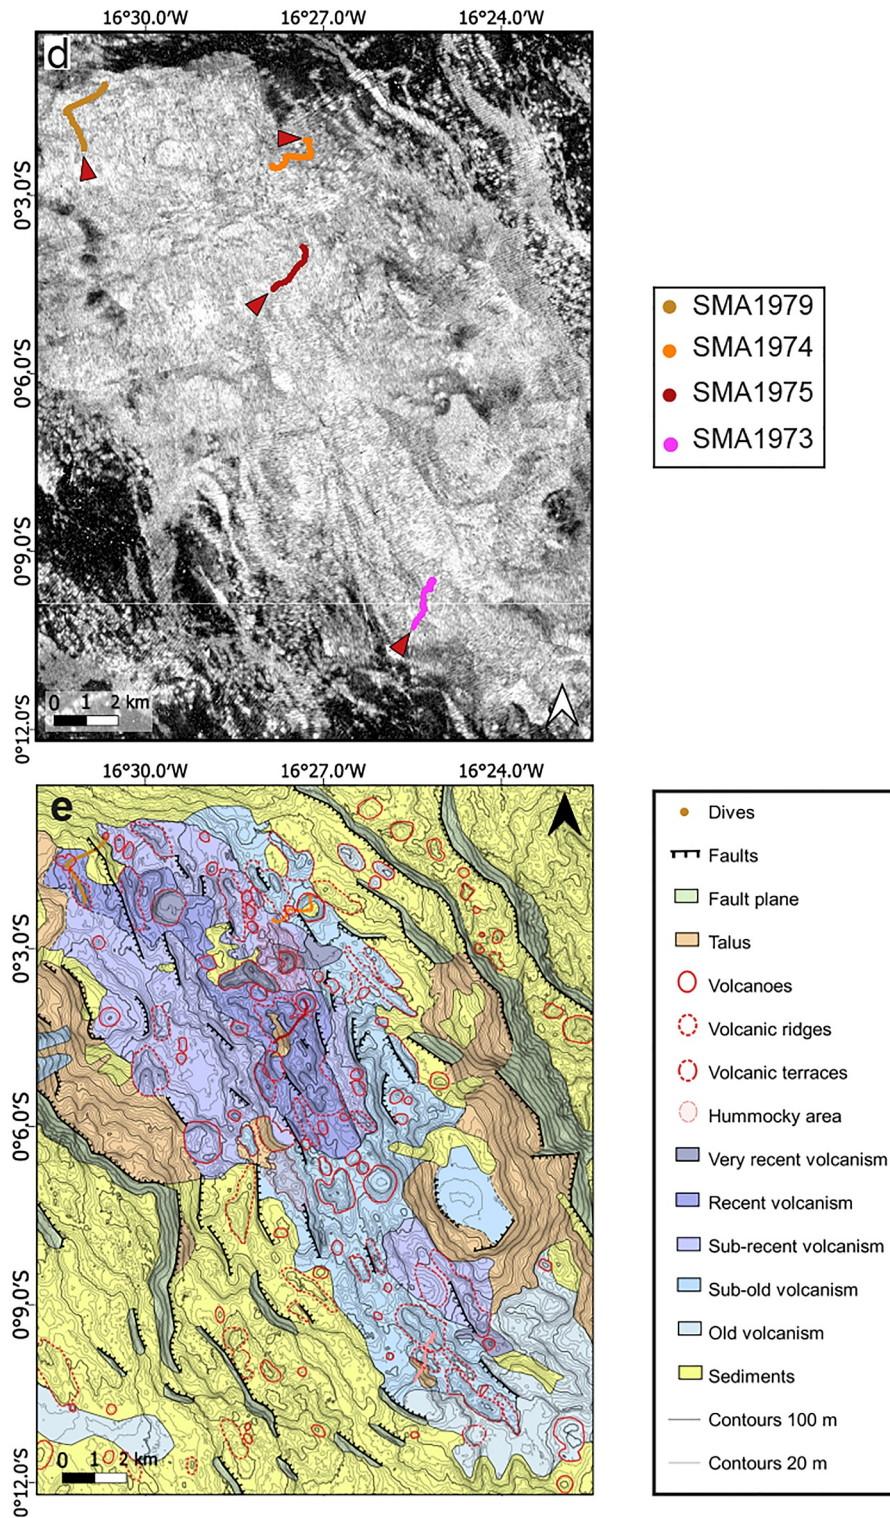 16°30.0'W 16°27.0'W 16°24.0'W
d
0°3.0'S
0°6.0'S
0°9.0'S
0°12.0'S
0 1 2 km
SMA1979
SMA1974
SMA1975
SMA1973
16°30.0'W 16°27.0'W 16°24.0'W
e
0°3.0'S
0°6.0'S
0°9.0'S
0°12.0'S
0 1 2 km
Dives
Faults
Fault plane
Talus
Volcanoes
Volcanic ridges
Volcanic terraces
Hummocky area
Very recent volcanism
Recent volcanism
Sub-recent volcanism
Sub-old volcanism
Old volcanism
Sediments
Contours 100 m
Contours 20 m